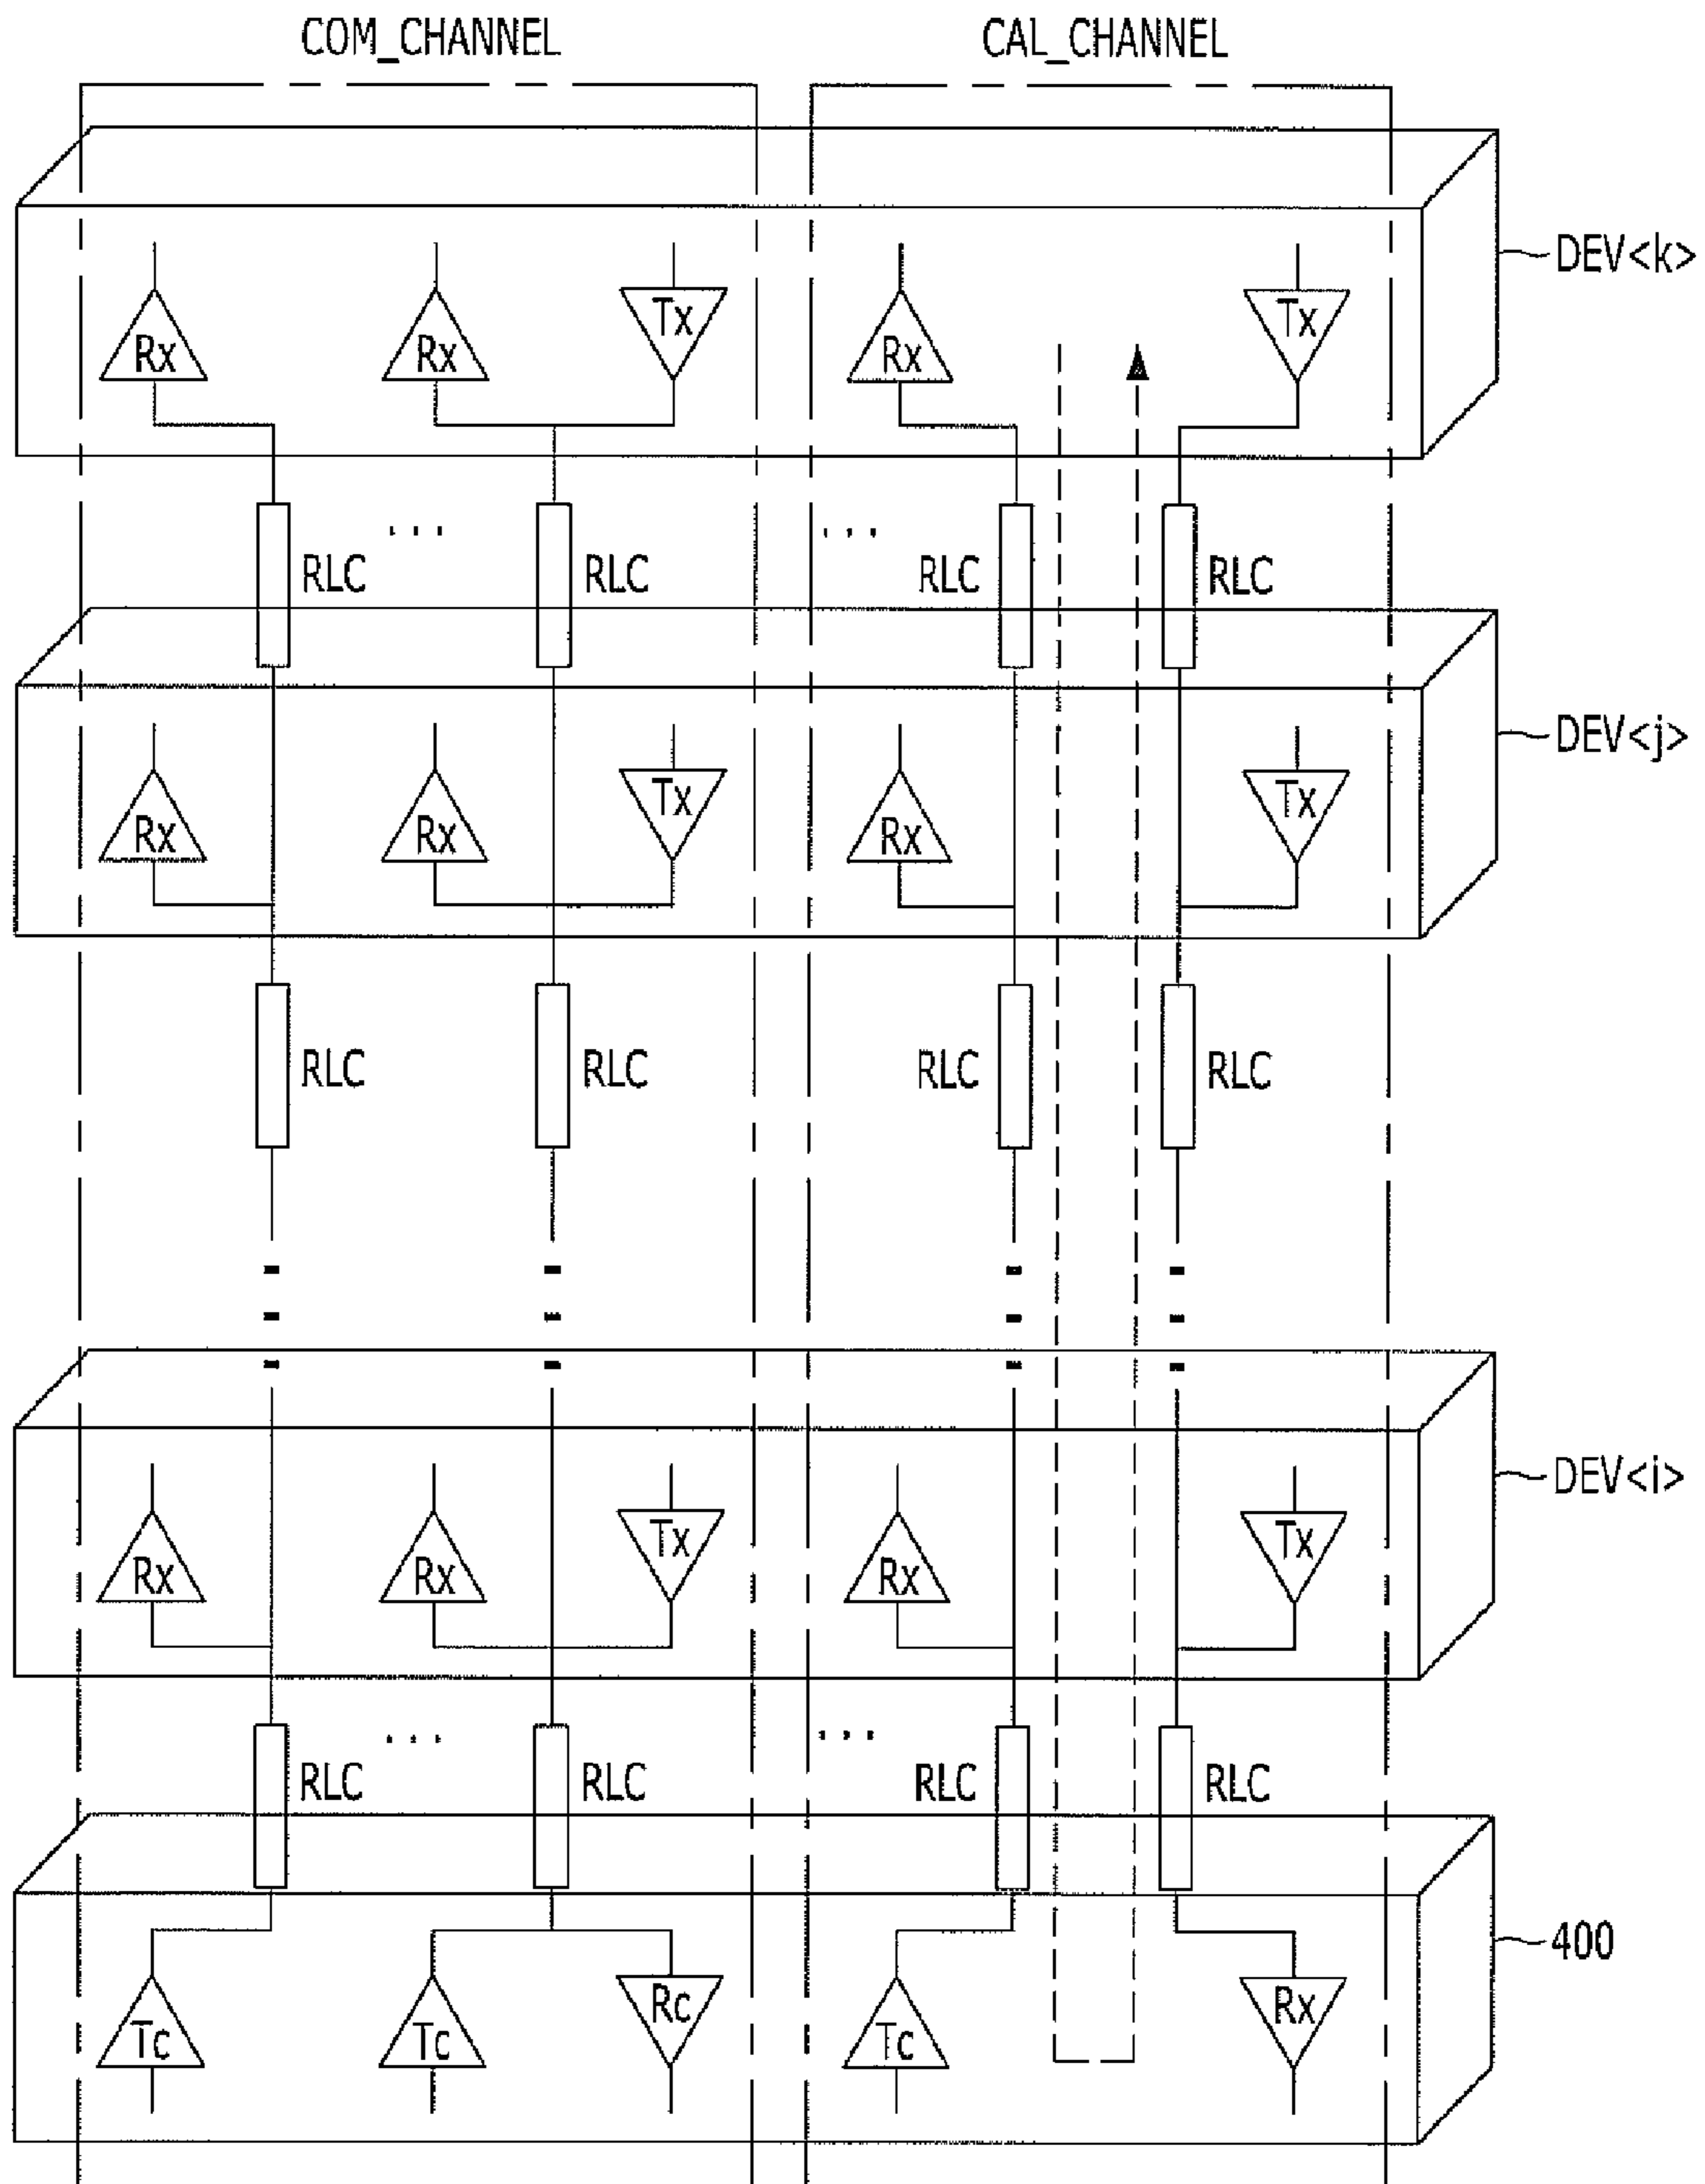 COM_CHANNEL CAL_CHANNEL
Rx Rx Tx Rx Tx DEV<k>
... ...
RLC RLC RLC RLC
Rx Rx Tx Rx Tx DEV<j>
RLC RLC RLC RLC
Rx Rx Tx Rx Tx DEV<i>
... ...
RLC RLC RLC RLC
Tc Tc Rc Tc Rx 400